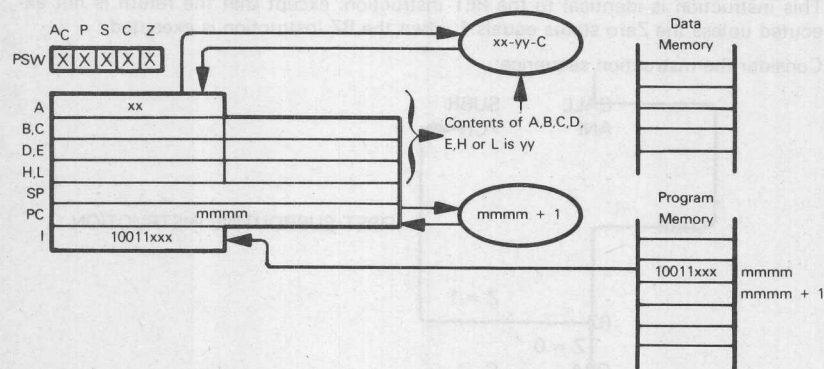 Data
Memory
A_C P S C Z
PSW X X X X X
xx-yy-C
A xx
B,C
D,E
H,L
SP
PC mmmm
I 10011xxx
Contents of A,B,C,D,
E,H or L is yy
mmmm + 1
Program
Memory
10011xxx mmmm
mmmm + 1